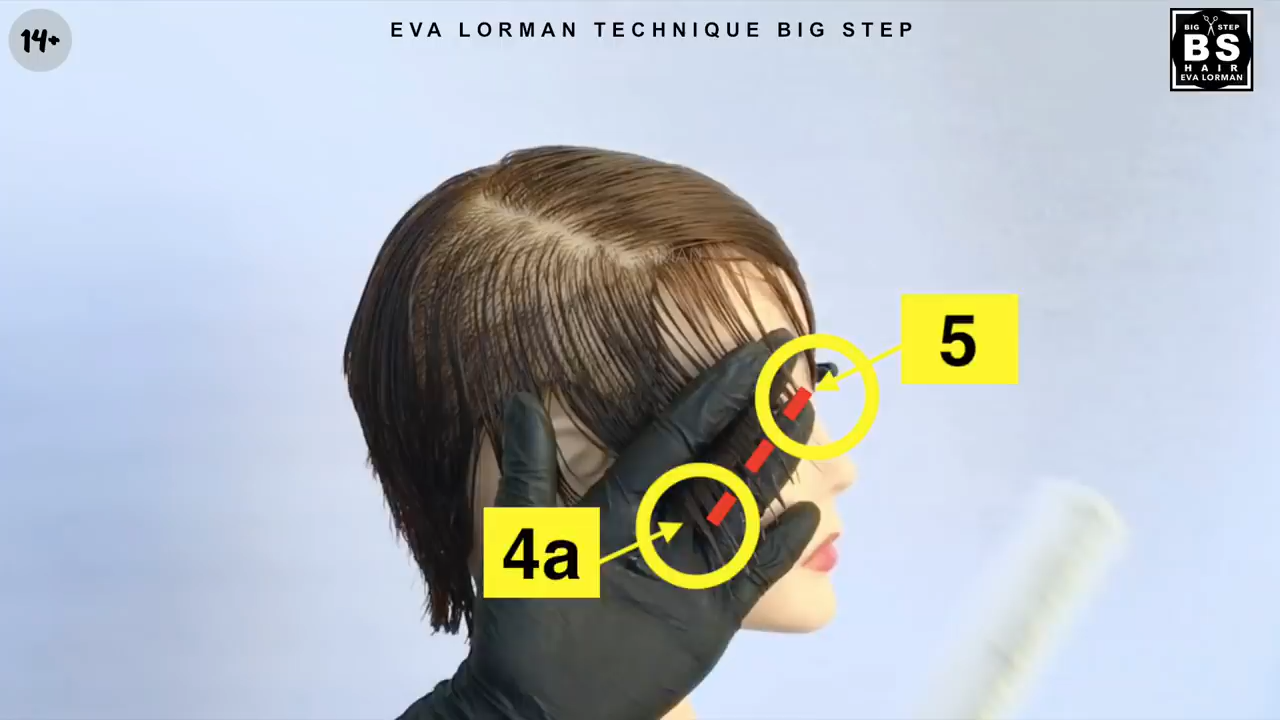 14+
EVA LORMAN TECHNIQUE BIG STEP
BIG STEP
BS
HAIR
EVA LORMAN
5
4a